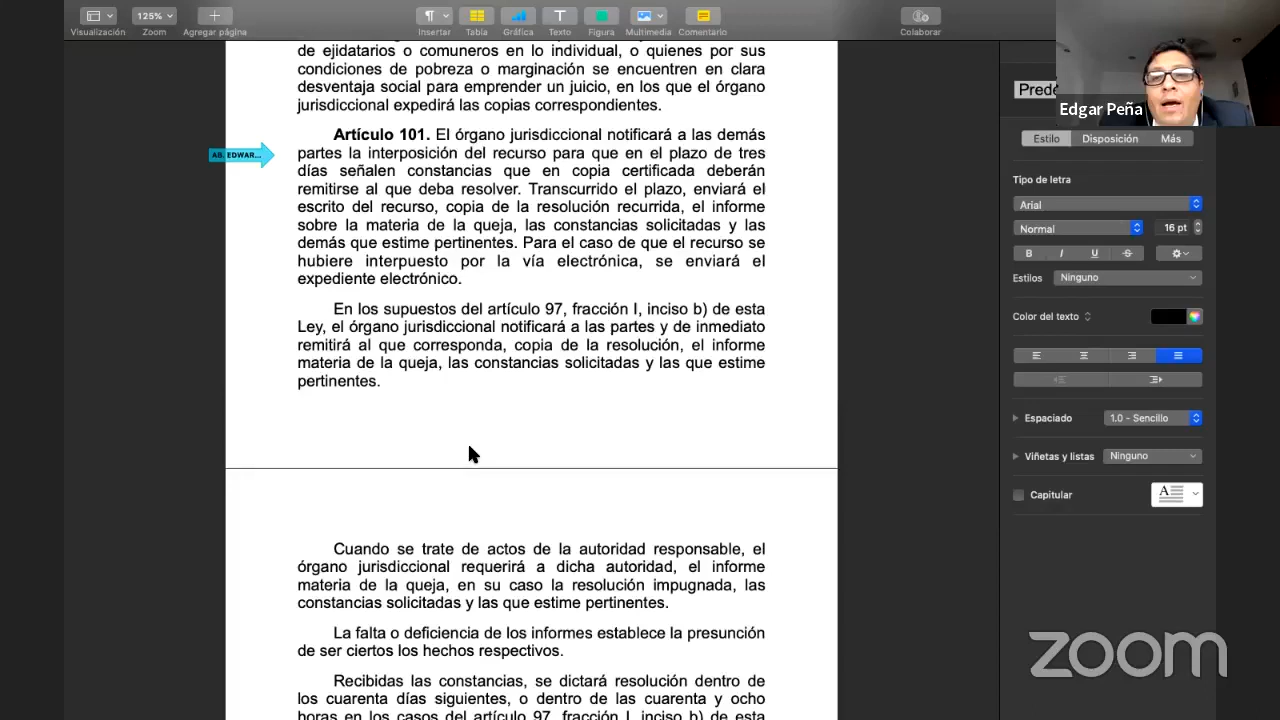 Visualización
125%
Zoom
Agregar página
Insertar
Tabla
Gráfica
Texto
Figura
Multimedia
Comentario
Colaborar
de ejidatarios o comuneros en lo individual, o quienes por sus
condiciones de pobreza o marginación se encuentren en clara
desventaja social para emprender un juicio, en los que el órgano
jurisdiccional expedirá las copias correspondientes.
Artículo 101. El órgano jurisdiccional notificará a las demás
partes la interposición del recurso para que en el plazo de tres
días señalen constancias que en copia certificada deberán
remitirse al que deba resolver. Transcurrido el plazo, enviará el
escrito del recurso, copia de la resolución recurrida, el informe
sobre la materia de la queja, las constancias solicitadas y las
demás que estime pertinentes. Para el caso de que el recurso se
hubiere interpuesto por la vía electrónica, se enviará el
expediente electrónico.
En los supuestos del artículo 97, fracción I, inciso b) de esta
Ley, el órgano jurisdiccional notificará a las partes y de inmediato
remitirá al que corresponda, copia de la resolución, el informe
materia de la queja, las constancias solicitadas y las que estime
pertinentes.
Cuando se trate de actos de la autoridad responsable, el
órgano jurisdiccional requerirá a dicha autoridad, el informe
materia de la queja, en su caso la resolución impugnada, las
constancias solicitadas y las que estime pertinentes.
La falta o deficiencia de los informes establece la presunción
de ser ciertos los hechos respectivos.
Recibidas las constancias, se dictará resolución dentro de
los cuarenta días siguientes, o dentro de las cuarenta y ocho
horas en los casos del artículo 97, fracción I, inciso b) de esta
AB. EDWAR...
Edgar Peña
Estilo
Disposición
Más
Tipo de letra
Arial
Normal
16 pt
B I U S
Estilos
Ninguno
Color del texto
Espaciado
1.0 - Sencillo
Viñetas y listas
Ninguno
Capitular
A
zoom